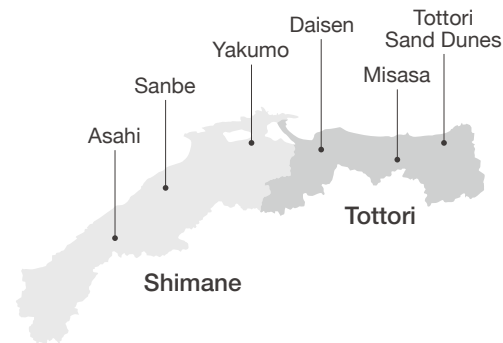 Tottori
Sand Dunes
Daisen
Yakumo
Misasa
Sanbe
Asahi
Tottori
Shimane